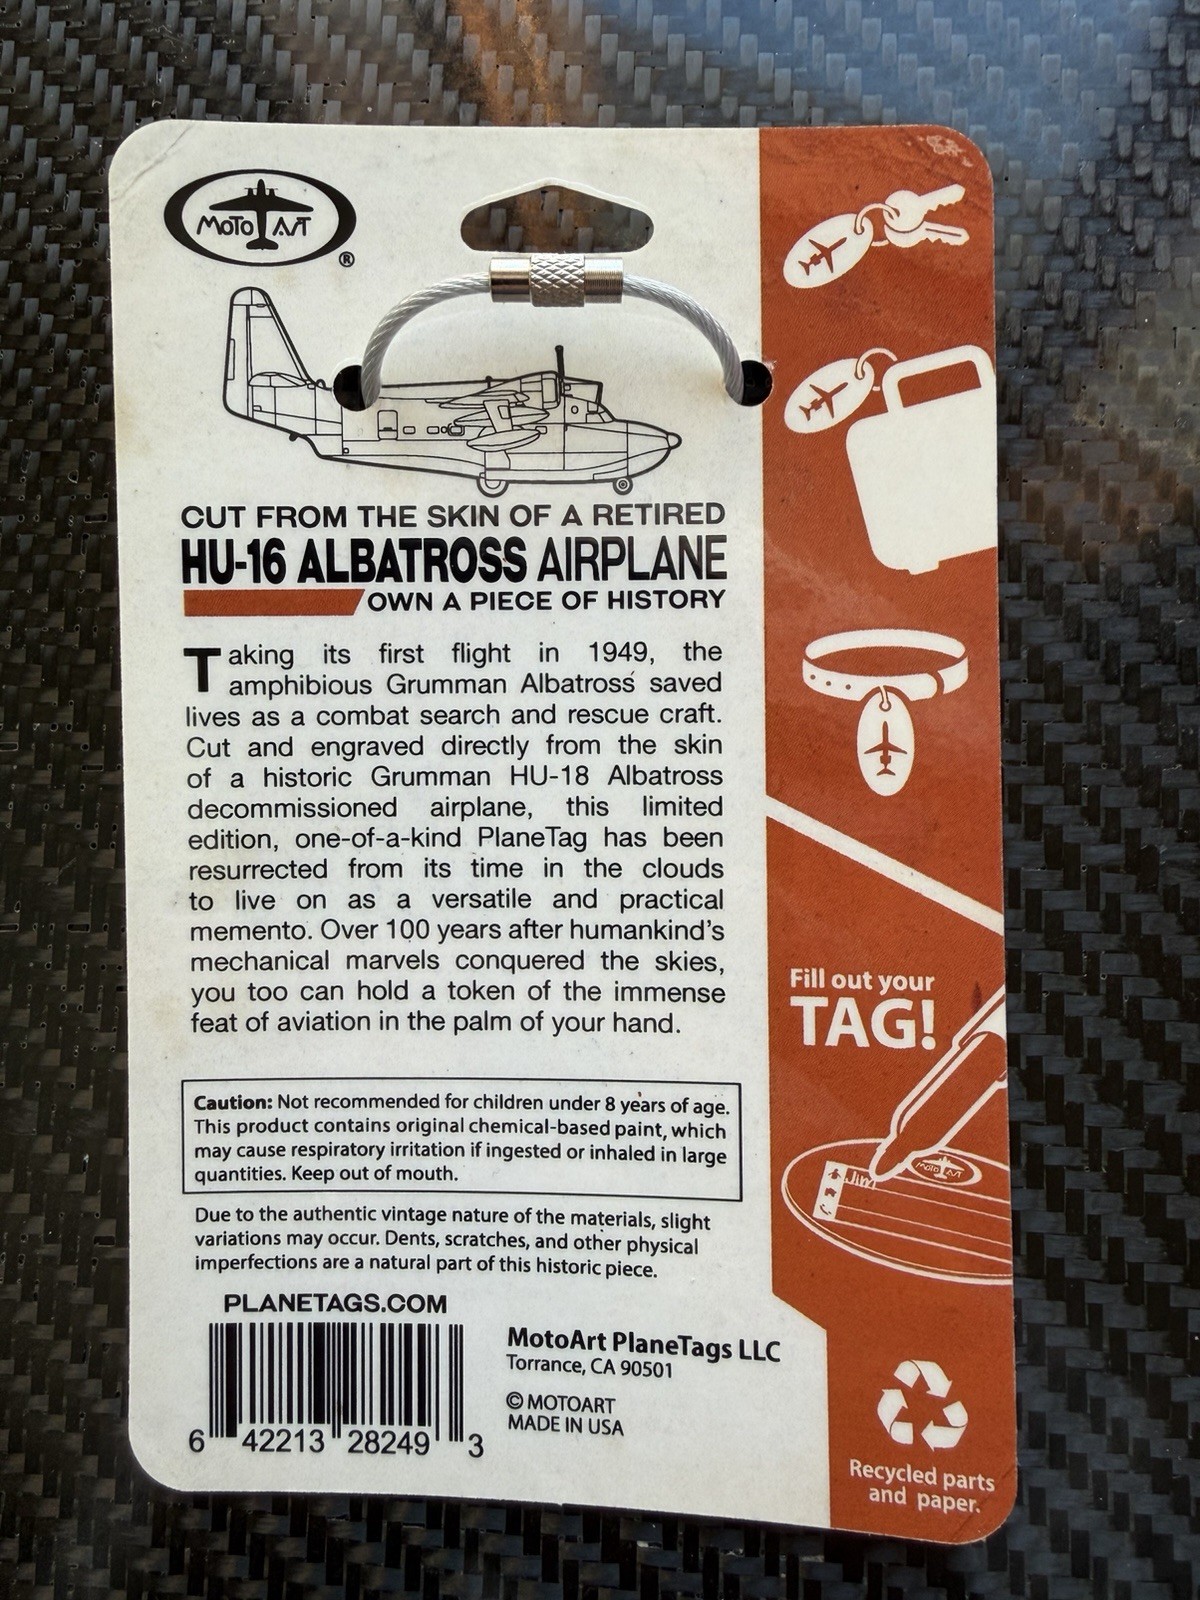 MOTO ART
®
CUT FROM THE SKIN OF A RETIRED
HU-16 ALBATROSS AIRPLANE
OWN A PIECE OF HISTORY
Taking its first flight in 1949, the
amphibious Grumman Albatross saved
lives as a combat search and rescue craft.
Cut and engraved directly from the skin
of a historic Grumman HU-18 Albatross
decommissioned airplane, this limited
edition, one-of-a-kind PlaneTag has been
resurrected from its time in the clouds
to live on as a versatile and practical
memento. Over 100 years after humankind's
mechanical marvels conquered the skies,
you too can hold a token of the immense
feat of aviation in the palm of your hand.
Caution: Not recommended for children under 8 years of age.
This product contains original chemical-based paint, which
may cause respiratory irritation if ingested or inhaled in large
quantities. Keep out of mouth.
Due to the authentic vintage nature of the materials, slight
variations may occur. Dents, scratches, and other physical
imperfections are a natural part of this historic piece.
PLANETAGS.COM
6 42213 28249 3
MotoArt PlaneTags LLC
Torrance, CA 90501
© MOTOART
MADE IN USA
Fill out your
TAG!
MOTO ART
JIM
Recycled parts
and paper.